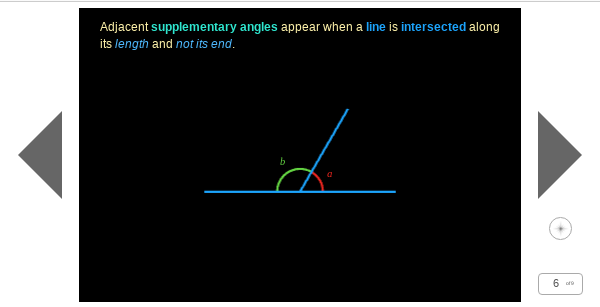 Adjacent supplementary angles appear when a line is intersected along
its length and not its end.
b
a
6 of 9